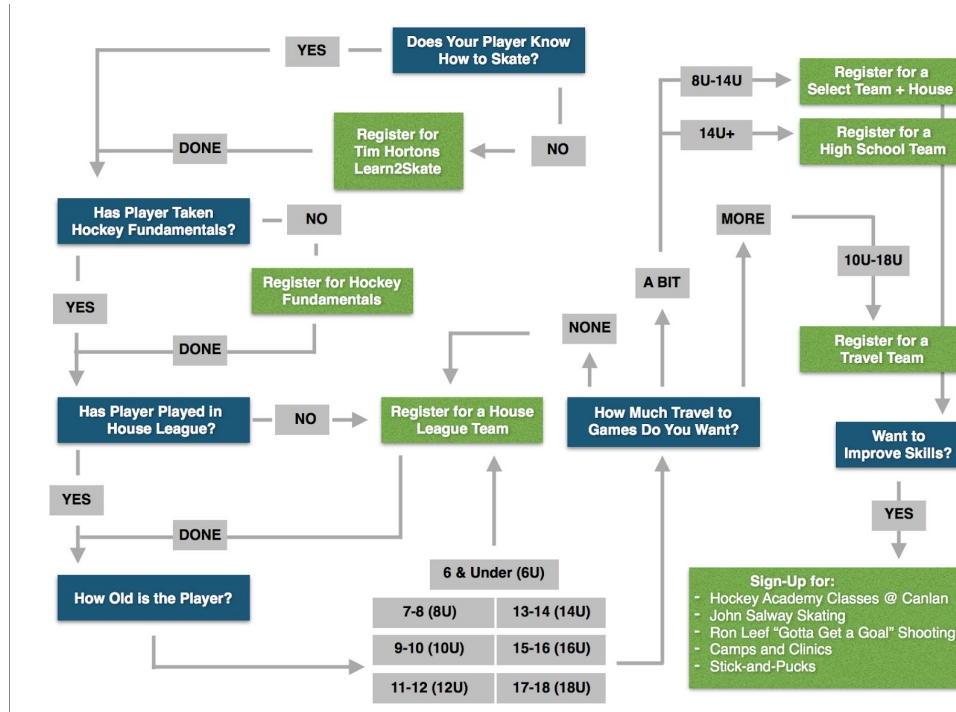 Does Your Player Know
How to Skate?
YES
NO
Register for
Tim Hortons
Learn2Skate
DONE
Has Player Taken
Hockey Fundamentals?
NO
Register for Hockey
Fundamentals
YES
DONE
Has Player Played in
House League?
NO
Register for a House
League Team
YES
DONE
How Old is the Player?
6 & Under (6U)
7-8 (8U)
13-14 (14U)
9-10 (10U)
15-16 (16U)
11-12 (12U)
17-18 (18U)
How Much Travel to
Games Do You Want?
NONE
A BIT
MORE
8U-14U
Register for a
Select Team + House
14U+
Register for a
High School Team
10U-18U
Register for a
Travel Team
Want to
Improve Skills?
YES
Sign-Up for:
- Hockey Academy Classes @ Canlan
- John Salway Skating
- Ron Leef “Gotta Get a Goal” Shooting
- Camps and Clinics
- Stick-and-Pucks